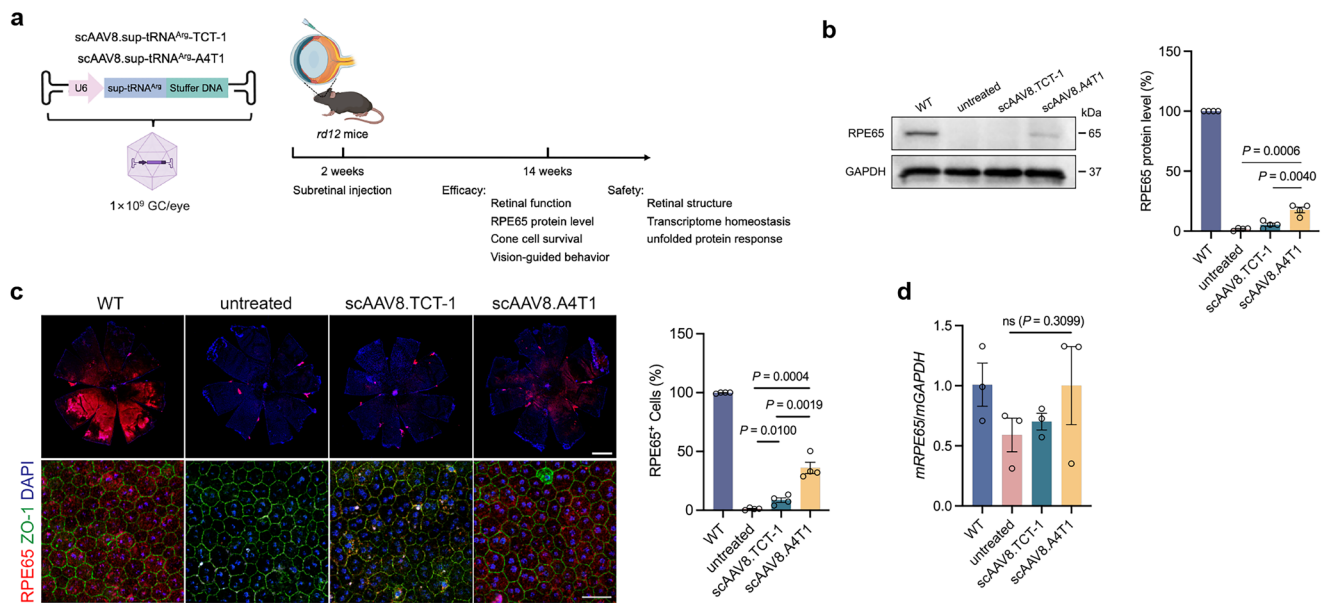 a
scAAV8.sup-tRNAᴬʳᵍ-TCT-1
scAAV8.sup-tRNAᴬʳᵍ-A4T1
U6
sup-tRNAᴬʳᵍ
Stuffer DNA
1×10⁹ GC/eye
rd12 mice
2 weeks
14 weeks
Subretinal injection
Efficacy:
Retinal function
RPE65 protein level
Cone cell survival
Vision-guided behavior
Safety:
Retinal structure
Transcriptome homeostasis
unfolded protein response
b
WT
untreated
scAAV8.TCT-1
scAAV8.A4T1
kDa
RPE65
65
GAPDH
37
RPE65 protein level (%)
150
100
50
0
P = 0.0006
P = 0.0040
WT
untreated
scAAV8.TCT-1
scAAV8.A4T1
c
WT
untreated
scAAV8.TCT-1
scAAV8.A4T1
RPE65 ZO-1 DAPI
RPE65⁺ Cells (%)
150
100
50
0
P = 0.0004
P = 0.0019
P = 0.0100
WT
untreated
scAAV8.TCT-1
scAAV8.A4T1
d
mRPE65/mGAPDH
1.5
1.0
0.5
0.0
ns (P = 0.3099)
WT
untreated
scAAV8.TCT-1
scAAV8.A4T1